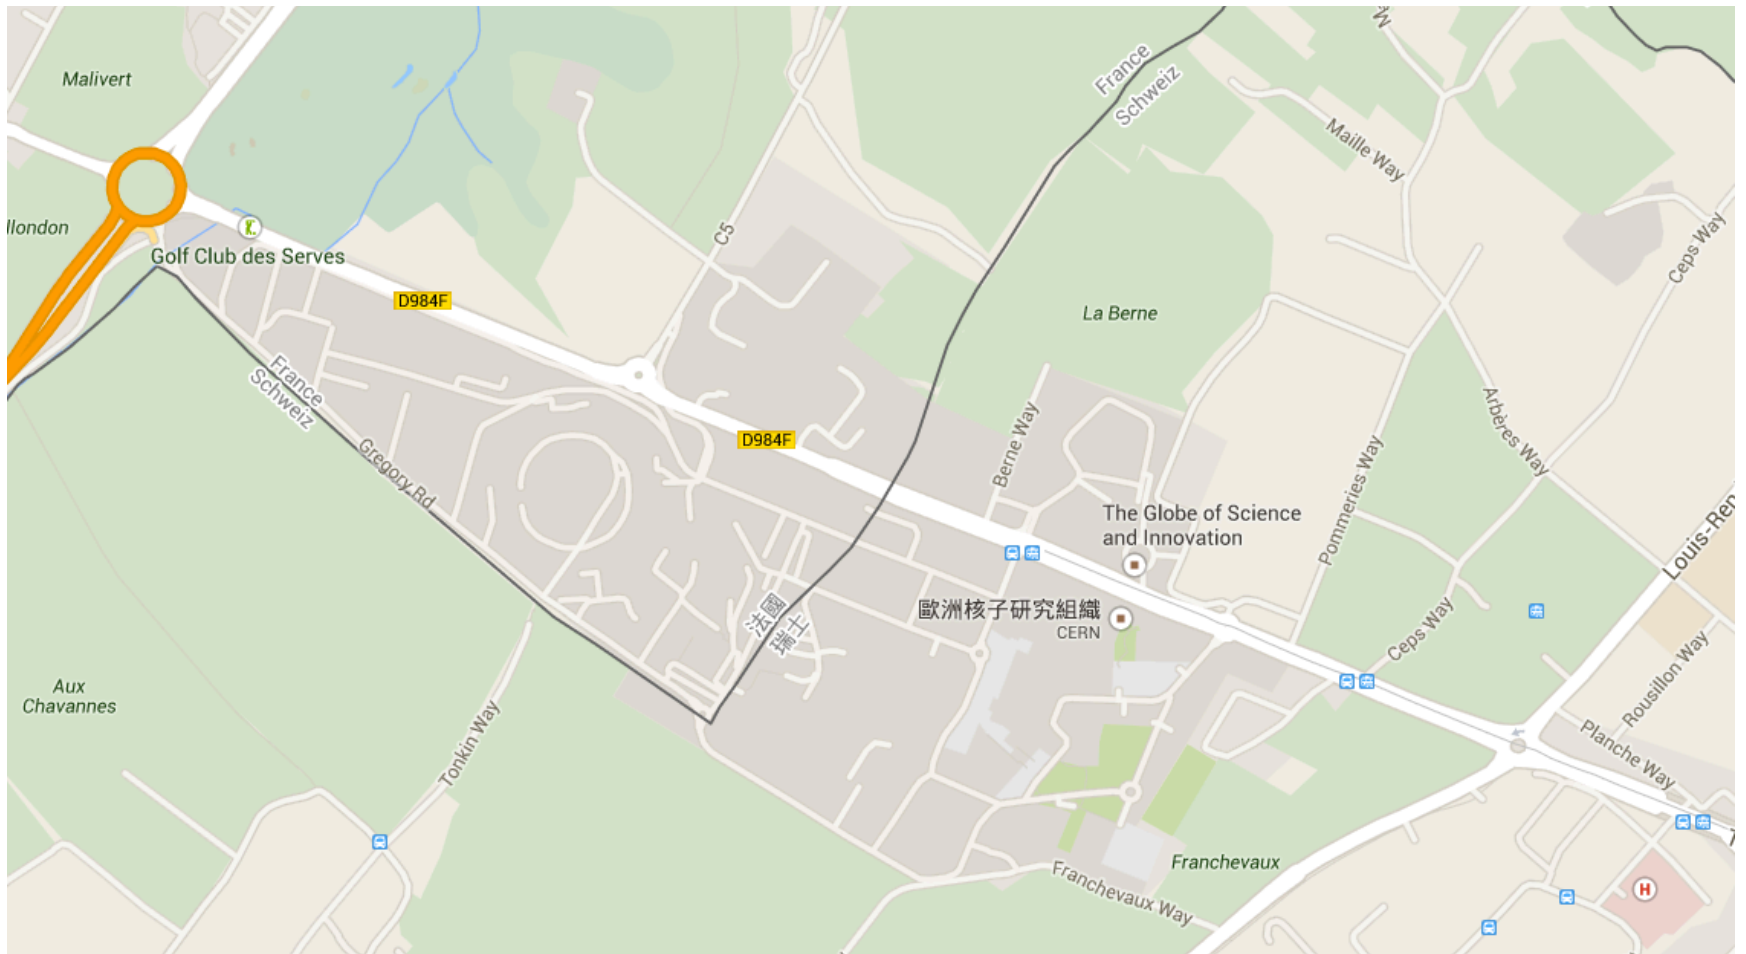 Malivert
llondon
Golf Club des Serves
D984F
France
Schweiz
Gregory Rd
Aux
Chavannes
Tonkin Way
C5
D984F
France
Schweiz
La Berne
Berne Way
The Globe of Science
and Innovation
歐洲核子研究組織
CERN
法國
瑞士
Maille Way
Ceps Way
Arbères Way
Pommeries Way
Louis-Ren
Ceps Way
Rousillon Way
Planche Way
Franchevaux
Franchevaux Way
H